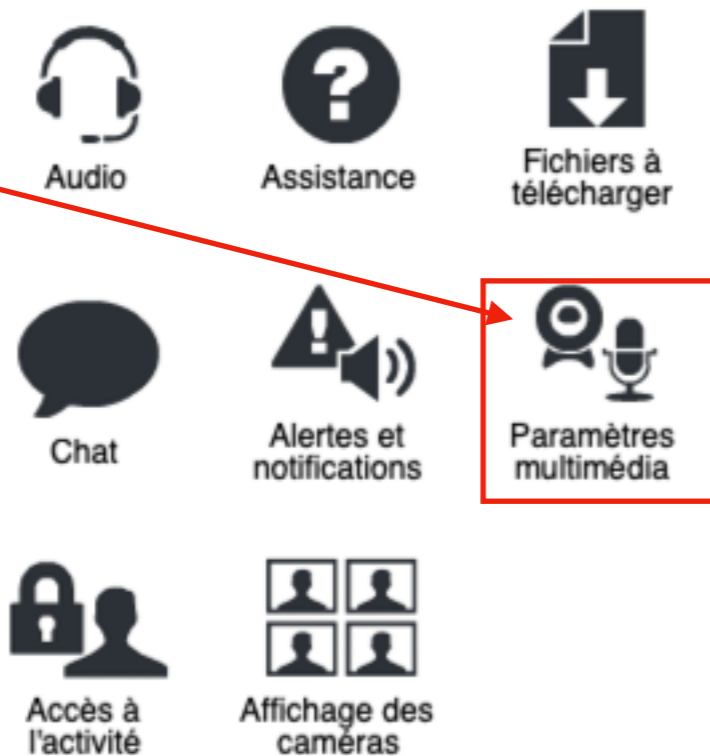 Audio
Assistance
Fichiers à
télécharger
Chat
Alertes et
notifications
Paramètres
multimédia
Accès à
l'activité
Affichage des
caméras